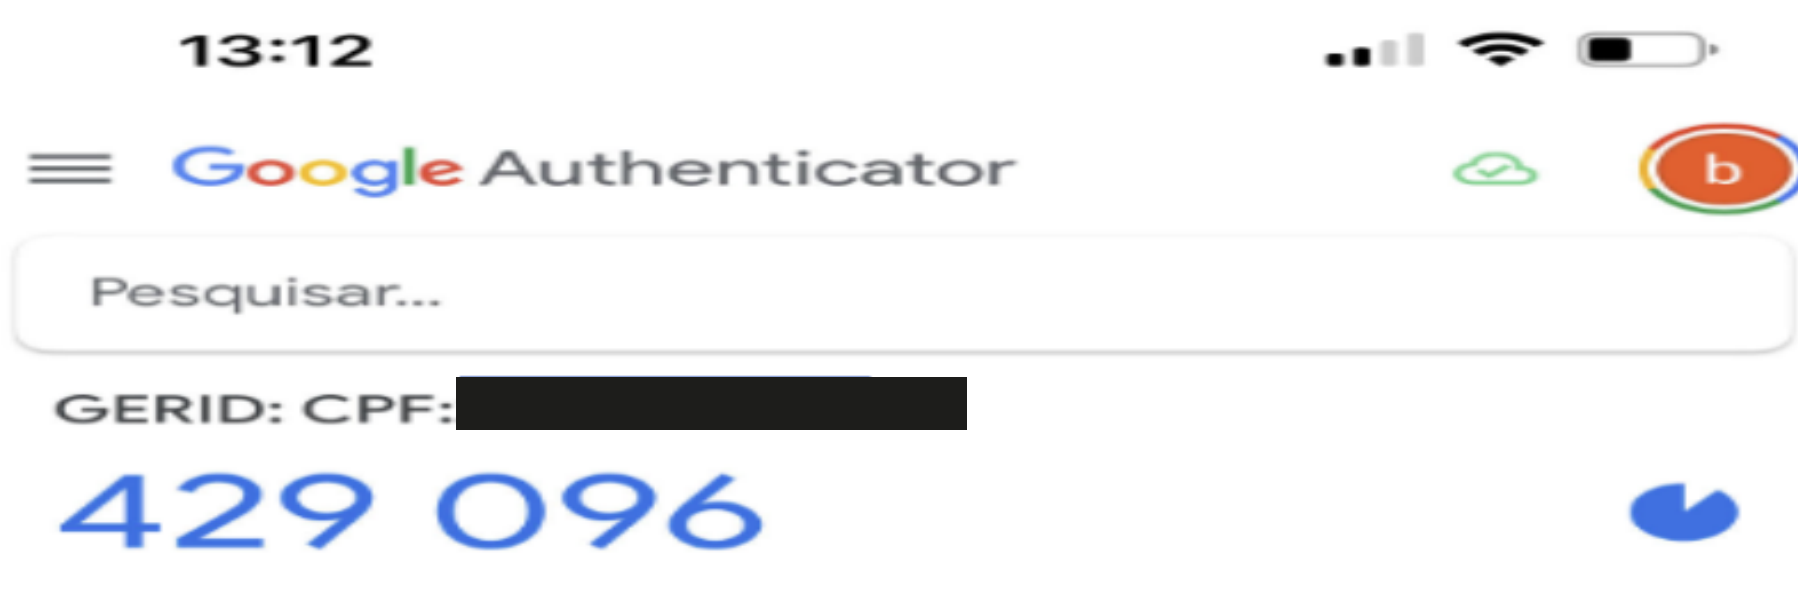 13:12
Google Authenticator
b
Pesquisar...
GERID: CPF:
429 096